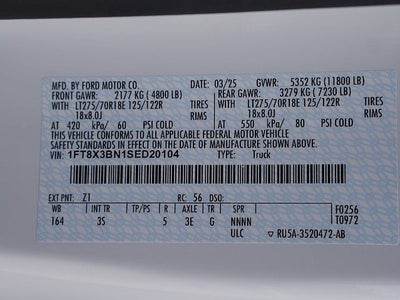 MFD. BY FORD MOTOR CO. 03/25 GVWR: 5352 KG (11800 LB)
FRONT GAWR: 2177 KG (4800 LB) REAR GAWR: 3279 KG (7230 LB)
WITH LT275/70R18E 125/122R TIRES WITH LT275/70R18E 125/122R TIRES
18x8.0J RIMS 18x8.0J RIMS
AT 420 kPa/ 60 PSI COLD AT 550 kPa/ 80 PSI COLD
THIS VEHICLE CONFORMS TO ALL APPLICABLE FEDERAL MOTOR VEHICLE
SAFETY STANDARDS IN EFFECT ON THE DATE OF MANUFACTURE SHOWN ABOVE.
VIN: 1FT8X3BN1SED20104 TYPE: Truck
EXT PNT: Z1 RC: 56 DSO:
WB INT TR TP/PS R AXLE TR SPR F0256
164 3S 5 3E G NNNN T0972
ULC RU5A-3520472-AB